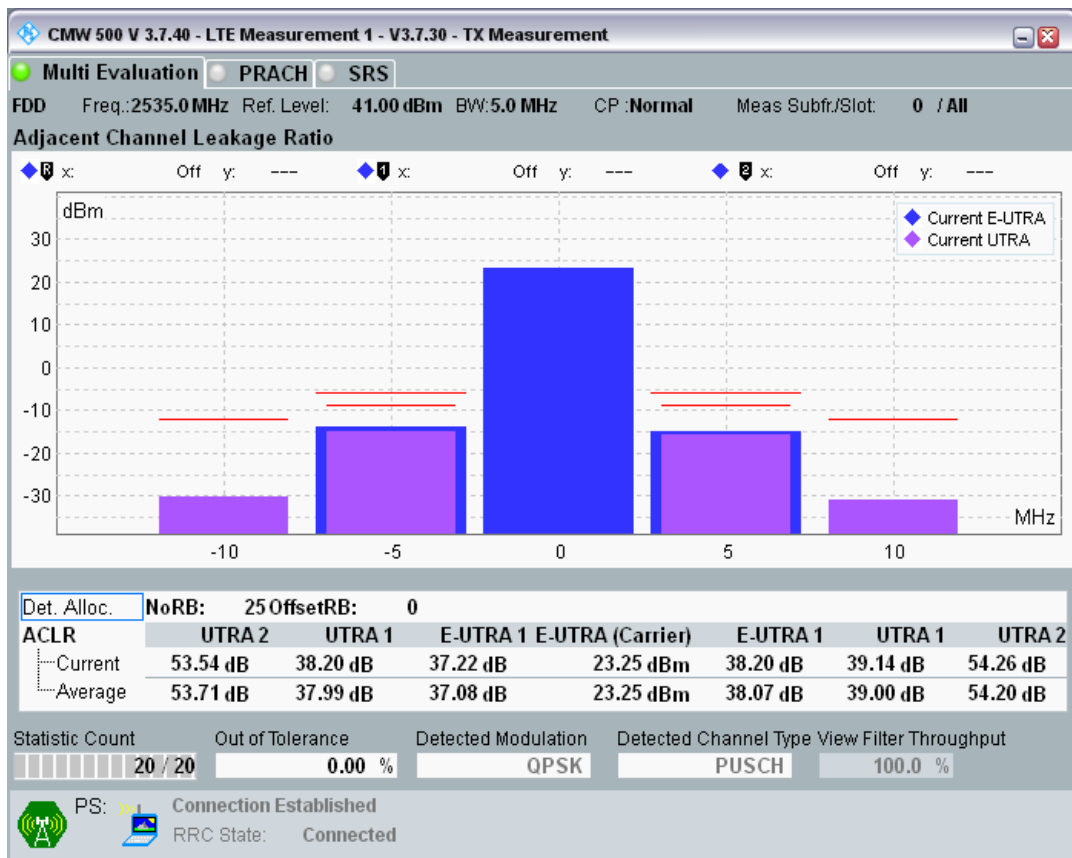 CMW 500 V 3.7.40 - LTE Measurement 1 - V3.7.30 - TX Measurement
Multi Evaluation PRACH SRS
FDD Freq.:2535.0 MHz Ref. Level: 41.00 dBm BW:5.0 MHz CP :Normal Meas Subfr./Slot: 0 / All
Adjacent Channel Leakage Ratio
R x: Off y: --- 1 x: Off y: --- 2 x: Off y: ---
dBm
Current E-UTRA
Current UTRA
30
20
10
0
-10
-20
-30
MHz
-10 -5 0 5 10
Det. Alloc. NoRB: 25 OffsetRB: 0
ACLR UTRA 2 UTRA 1 E-UTRA 1 E-UTRA (Carrier) E-UTRA 1 UTRA 1 UTRA 2
Current 53.54 dB 38.20 dB 37.22 dB 23.25 dBm 38.20 dB 39.14 dB 54.26 dB
Average 53.71 dB 37.99 dB 37.08 dB 23.25 dBm 38.07 dB 39.00 dB 54.20 dB
Statistic Count Out of Tolerance Detected Modulation Detected Channel Type View Filter Throughput
20 / 20 0.00 % QPSK PUSCH 100.0 %
PS: Connection Established
RRC State: Connected